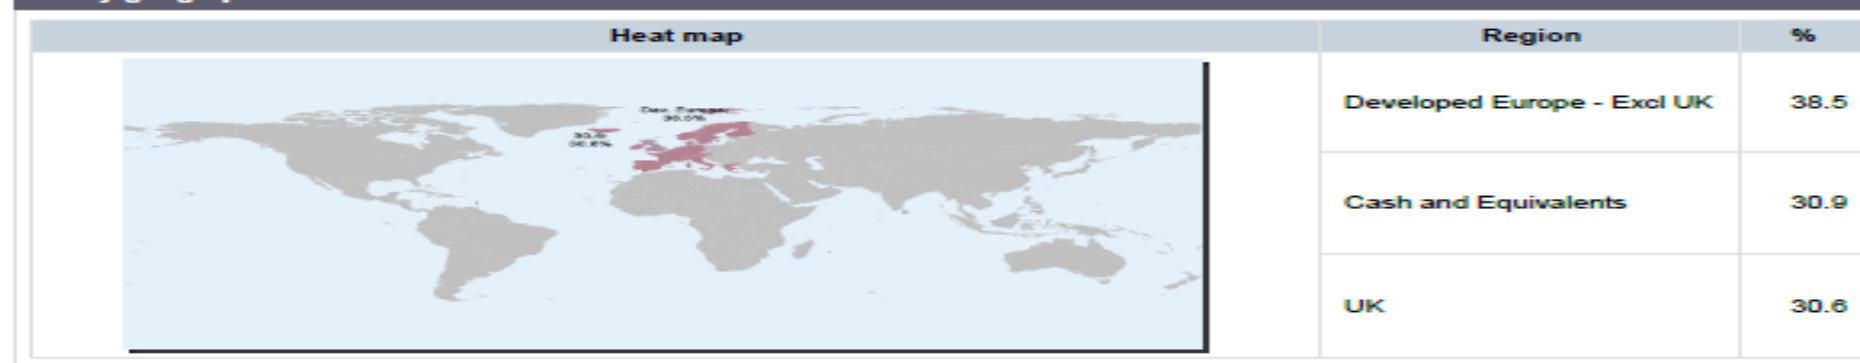 Heat map
Region
%
Developed Europe - Excl UK
38.5
Cash and Equivalents
30.9
UK
30.6